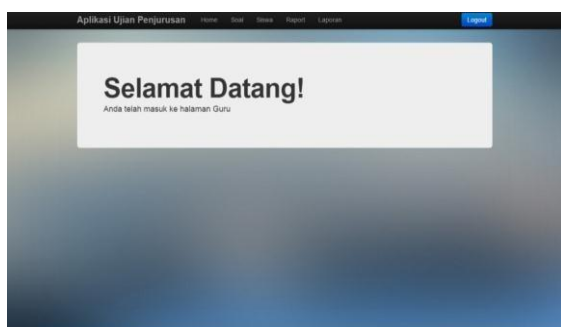 Aplikasi Ujian Penjurusan Home Soal Siswa Raport Laporan Logout
Selamat Datang!
Anda telah masuk ke halaman Guru